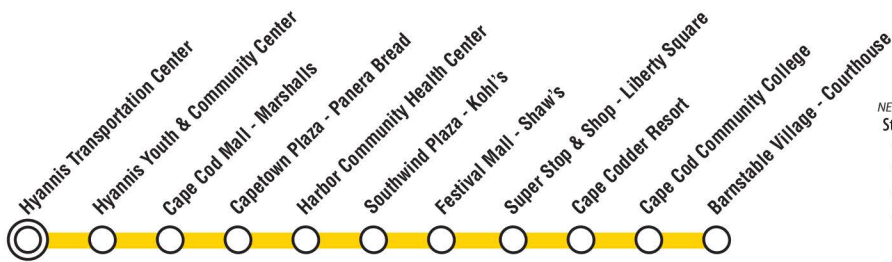 Hyannis Transportation Center
Hyannis Youth & Community Center
Cape Cod Mall - Marshalls
Capetown Plaza - Panera Bread
Harbor Community Health Center
Southwind Plaza - Kohl's
Festival Mall - Shaw's
Super Stop & Shop - Liberty Square
Cape Codder Resort
Cape Cod Community College
Barnstable Village - Courthouse